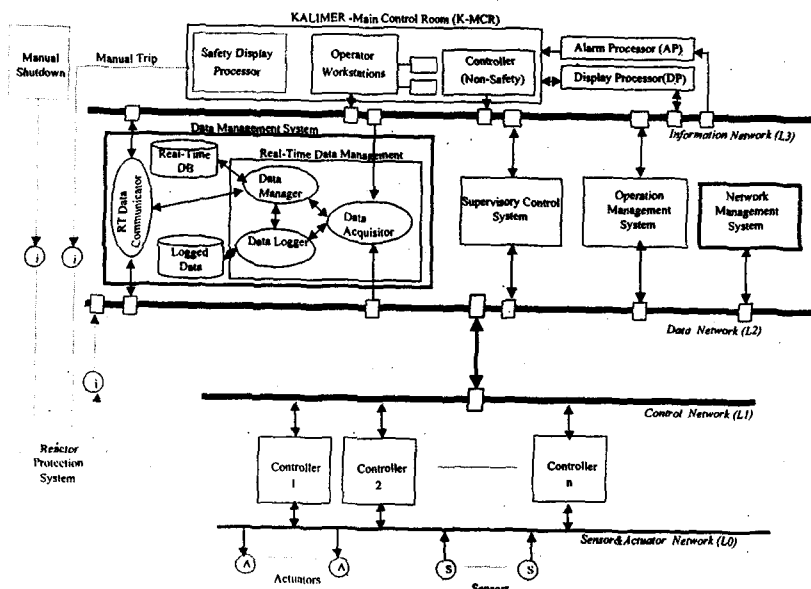 KALIMER -Main Control Room (K-MCR)
Manual
Shutdown
Manual Trip
Safety Display
Processor
Operator
Workstations
Controller
(Non-Safety)
Alarm Processor (AP)
Display Processor(DP)
Information Network (L3)
Data Management System
Real-Time
DB
Real-Time Data Management
RT Data
Communicator
Data
Manager
Data
Acquisitor
Data Logger
Logged
Data
Supervisory Control
System
Operation
Management
System
Network
Management
System
i
i
Data Network (L2)
i
Control Network (L1)
Reactor
Protection
System
Controller
1
Controller
2
Controller
n
Sensor&Actuator Network (L0)
A
A
S
S
Actuators
Sensors